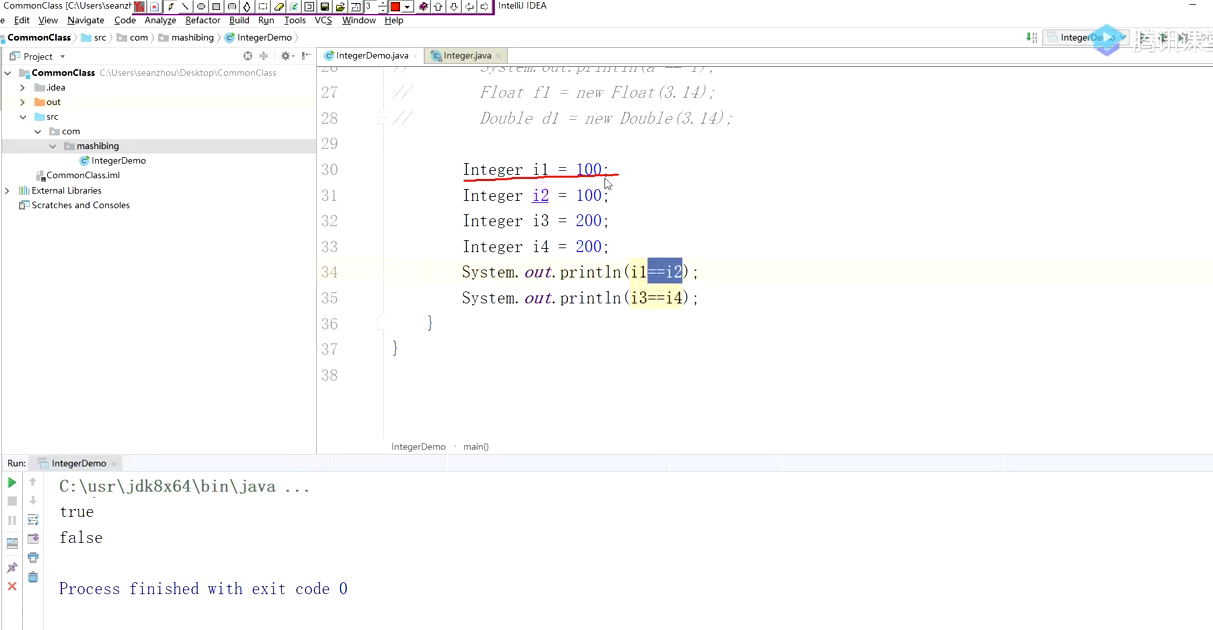 CommonClass [C:\Users\seanzh 3 IntelliJ IDEA
e Edit View Navigate Code Analyze Refactor Build Run Tools VCS Window Help
CommonClass src com mashibing IntegerDemo IntegerDemo 腾讯课堂
Project IntegerDemo.java Integer.java
CommonClass C:\Users\seanzhou\Desktop\CommonClass
.idea
out
src
com
mashibing
IntegerDemo
CommonClass.iml
External Libraries
Scratches and Consoles
26 // System.out.println(a == 1);
27 // Float f1 = new Float(3.14);
28 // Double d1 = new Double(3.14);
29
30 Integer i1 = 100;
31 Integer i2 = 100;
32 Integer i3 = 200;
33 Integer i4 = 200;
34 System.out.println(i1==i2);
35 System.out.println(i3==i4);
36 }
37 }
38
IntegerDemo main()
Run: IntegerDemo
C:\usr\jdk8x64\bin\java ...
true
false
Process finished with exit code 0